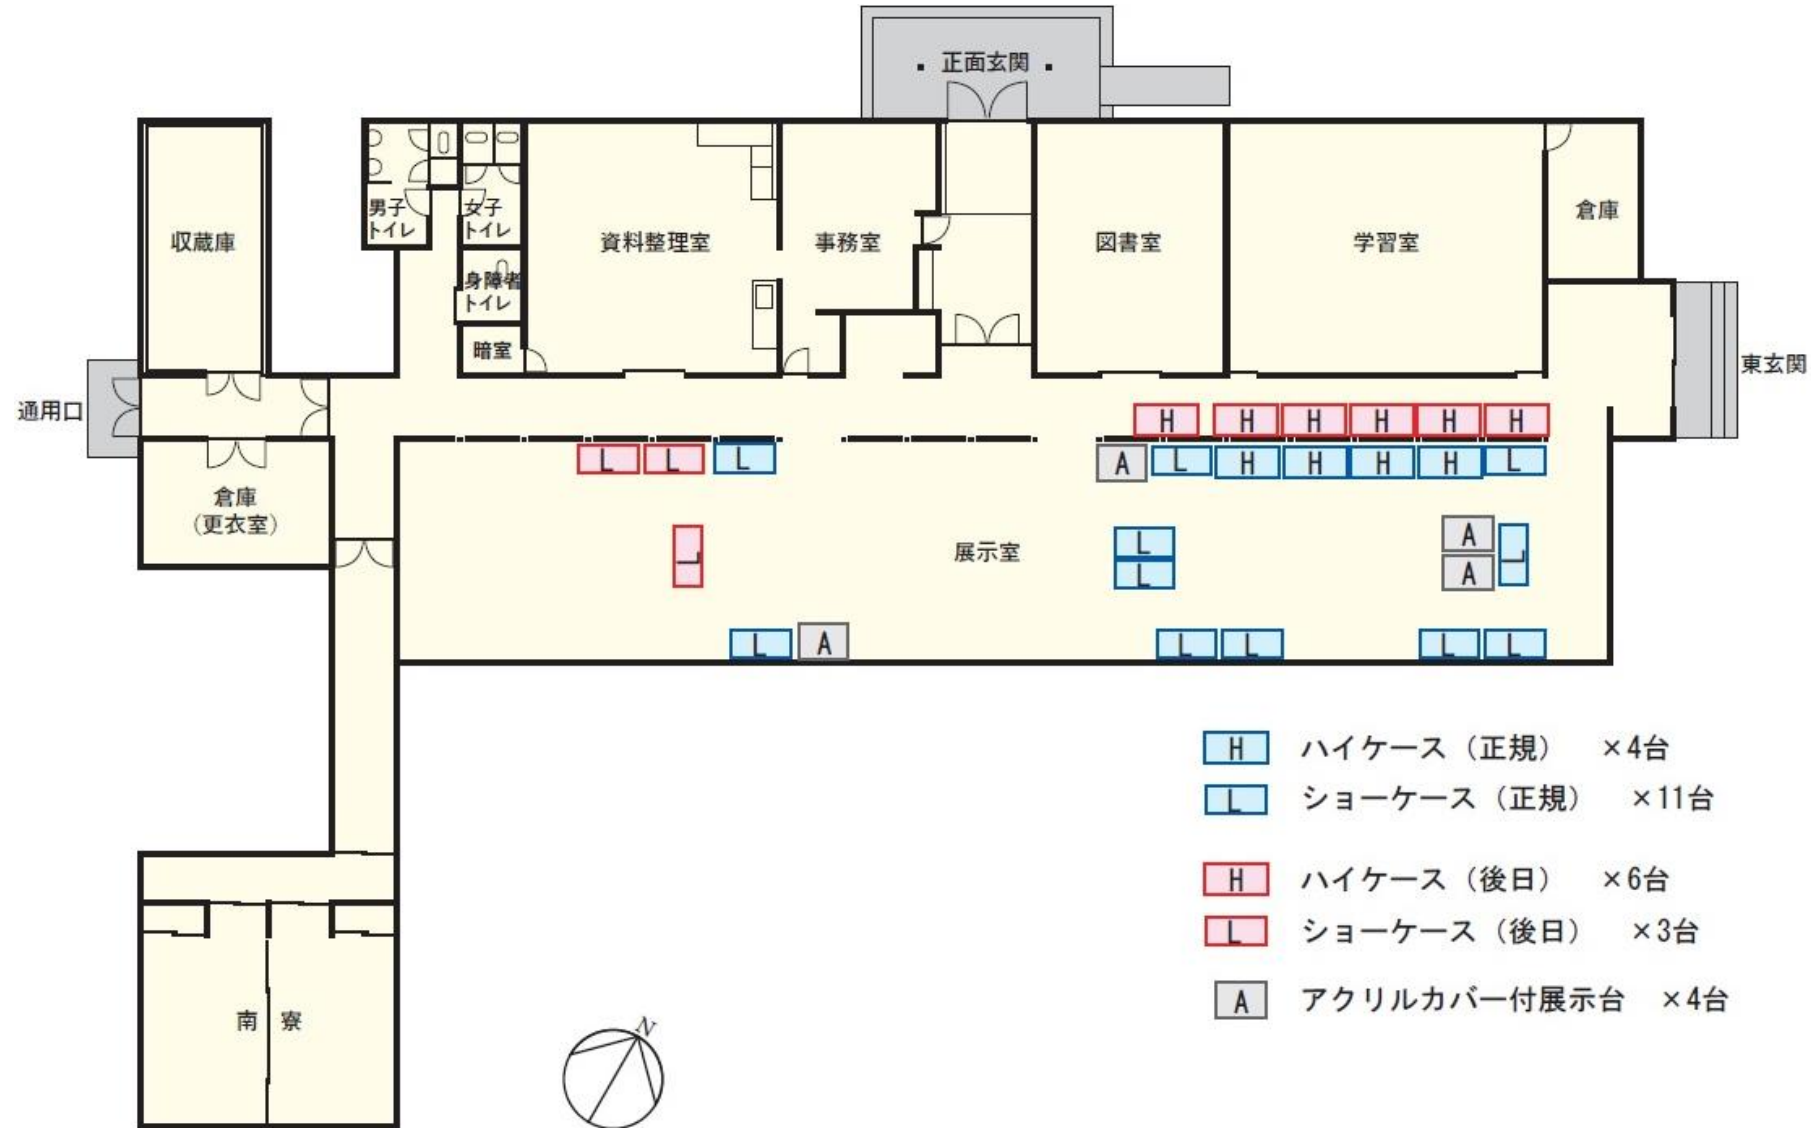 正面玄関
収蔵庫
男子
トイレ
女子
トイレ
身障者
トイレ
暗室
資料整理室
事務室
図書室
学習室
倉庫
東玄関
通用口
H H H H H H
L L L
A L H H H H L
倉庫
(更衣室)
L
展示室
L
L
A
A
L
L A
L L
L L
H ハイケース（正規） ×4台
L ショーケース（正規） ×11台
H ハイケース（後日） ×6台
L ショーケース（後日） ×3台
A アクリルカバー付展示台 ×4台
南 寮
N